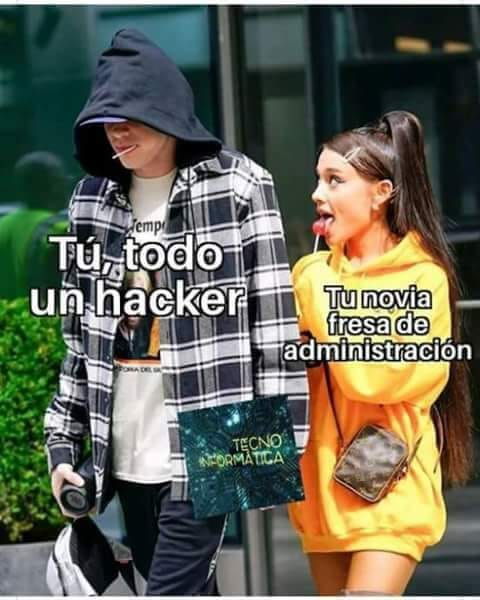 Tú, todo
un hacker
Tu novia
fresa de
administración
TECNO
INFORMÁTICA